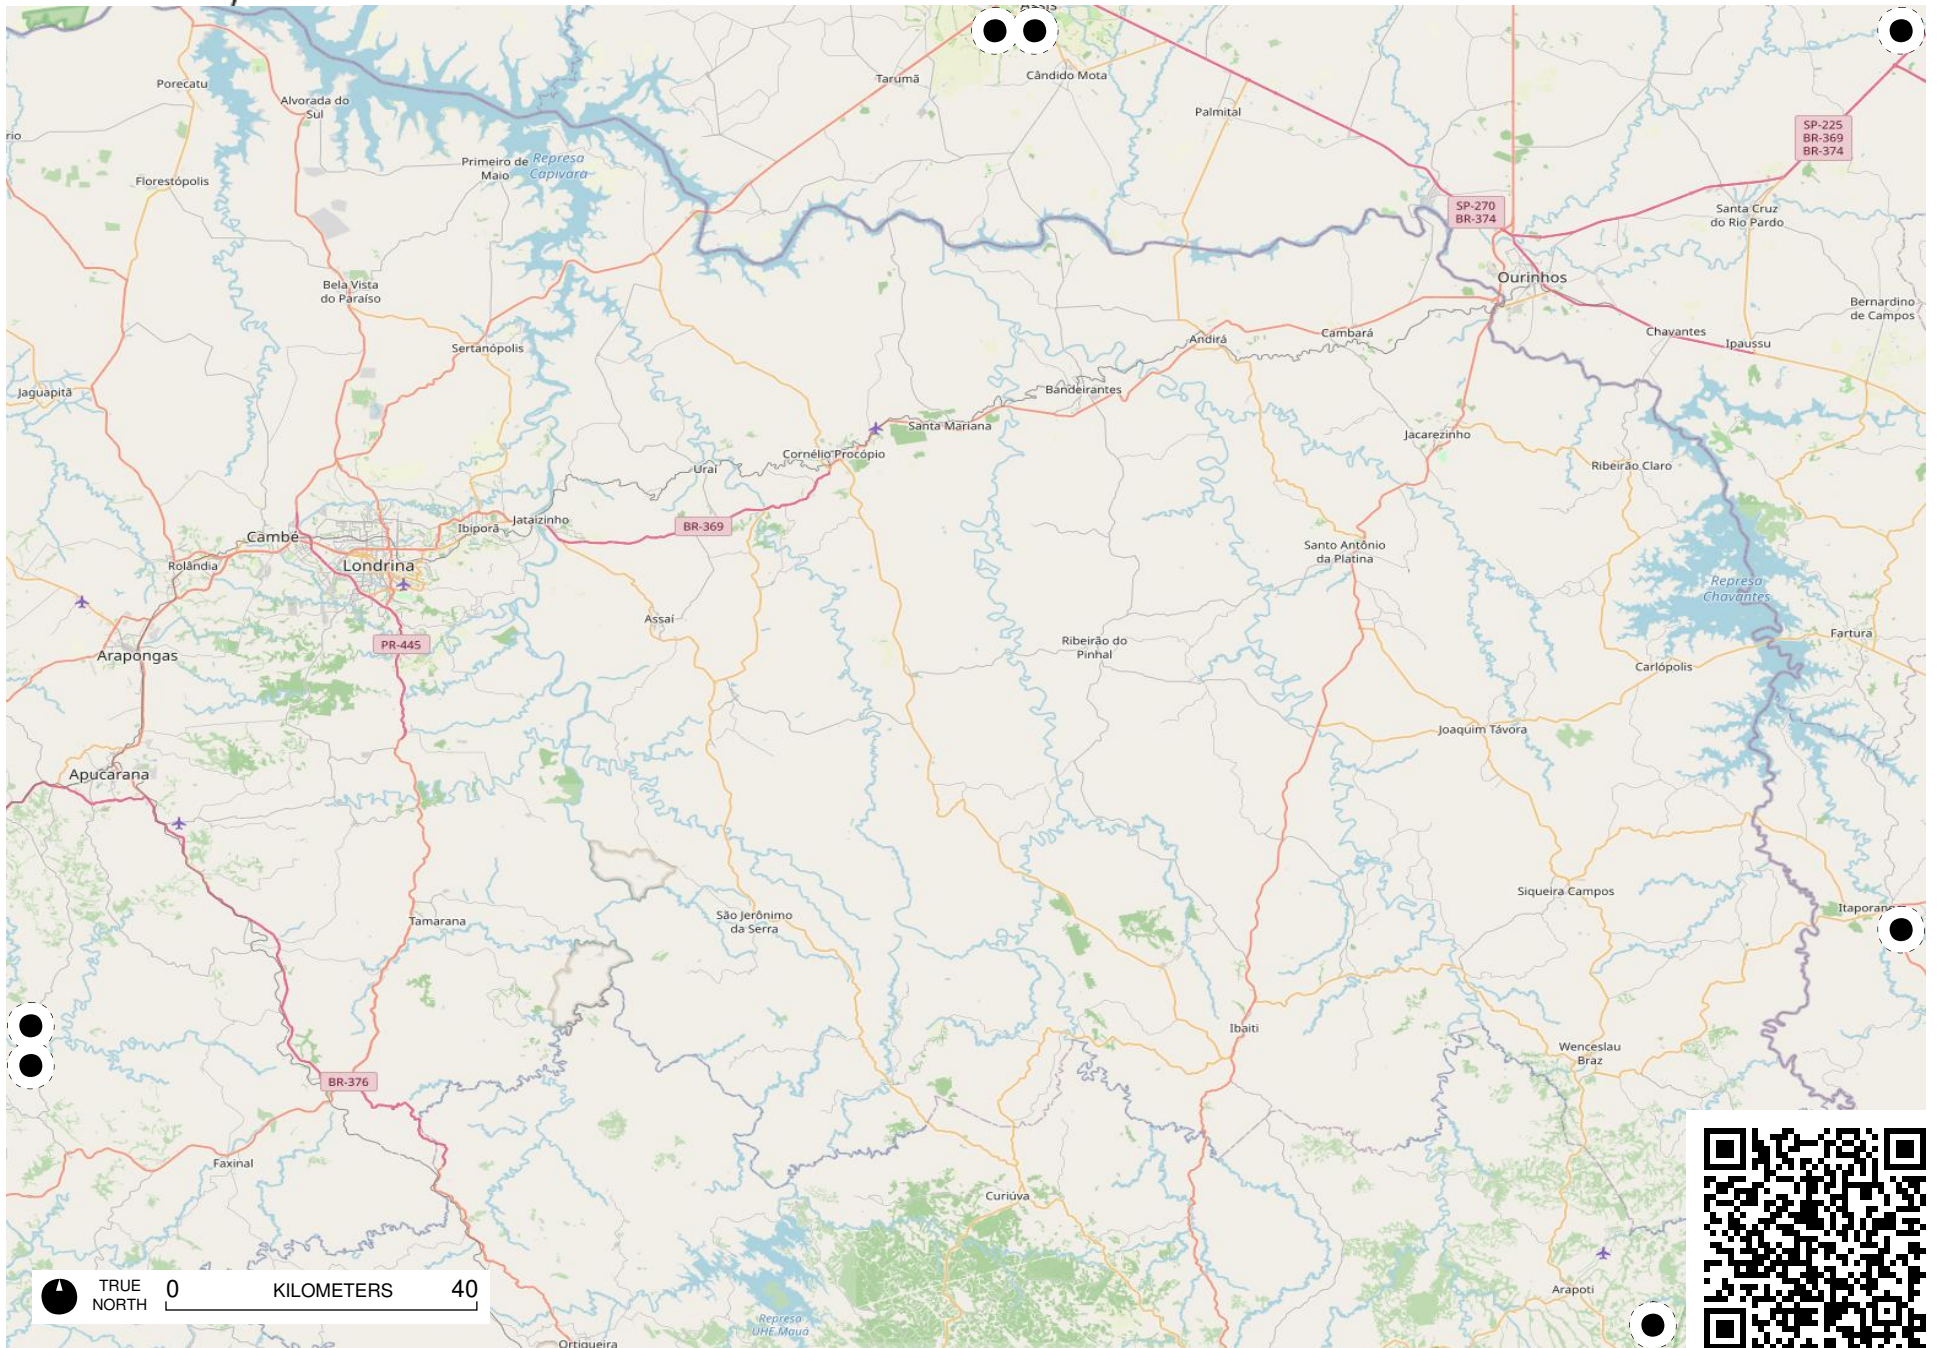 Assis
Porecatu
Alvorada do
Sul
Tarumã
Cândido Mota
Palmital
SP-225
BR-369
BR-374
rio
Florestópolis
Primeiro de
Maio
Represa
Capivara
SP-270
BR-374
Santa Cruz
do Rio Pardo
Bela Vista
do Paraíso
Ourinhos
Bernardino
de Campos
Sertanópolis
Andirá
Cambará
Chavantes
Ipaussu
Jaguapitã
Bandeirantes
Santa Mariana
Jacarezinho
Cornélio Procópio
Uraí
Ribeirão Claro
Cambé
Ibiporã
Jataizinho
BR-369
Rolândia
Londrina
Santo Antônio
da Platina
Represa
Chavantes
Assaí
PR-445
Arapongas
Ribeirão do
Pinhal
Fartura
Carlópolis
Joaquim Távora
Apucarana
Siqueira Campos
Tamarana
São Jerônimo
da Serra
Itaporanga
Ibaiti
Wenceslau
Braz
BR-376
Faxinal
Curiúva
Arapoti
TRUE
NORTH
0 KILOMETERS 40
Represa
UHE Mauá
Ortigueira